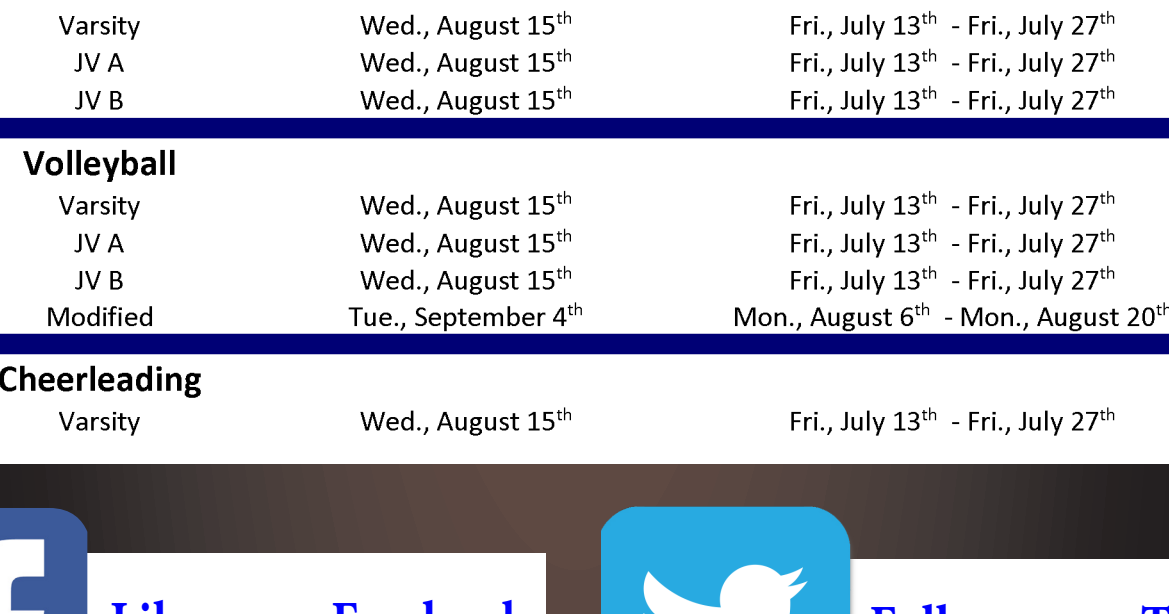 Varsity Wed., August 15th Fri., July 13th - Fri., July 27th
JV A Wed., August 15th Fri., July 13th - Fri., July 27th
JV B Wed., August 15th Fri., July 13th - Fri., July 27th
Volleyball
Varsity Wed., August 15th Fri., July 13th - Fri., July 27th
JV A Wed., August 15th Fri., July 13th - Fri., July 27th
JV B Wed., August 15th Fri., July 13th - Fri., July 27th
Modified Tue., September 4th Mon., August 6th - Mon., August 20th
Cheerleading
Varsity Wed., August 15th Fri., July 13th - Fri., July 27th